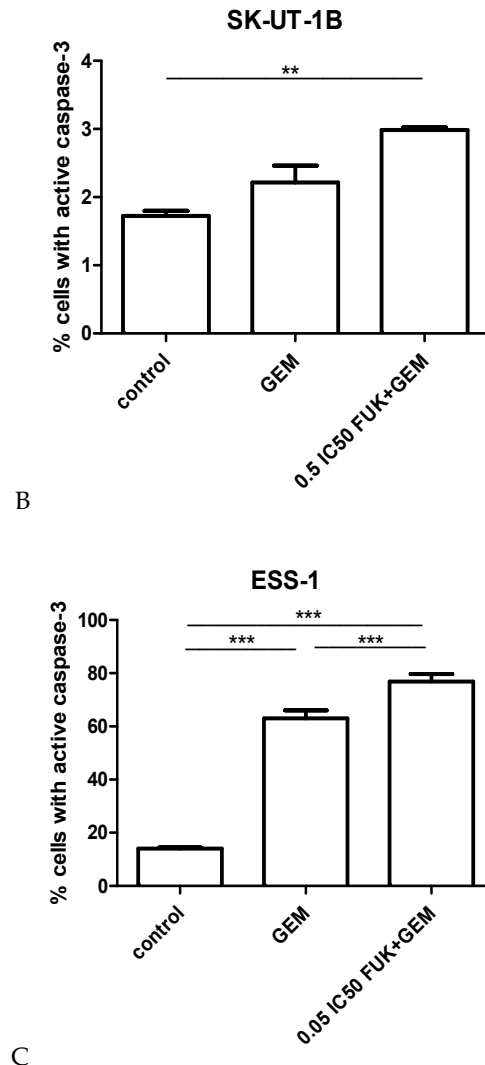 SK-UT-1B
% cells with active caspase-3
4
3
2
1
0
**
control
GEM
0.5 IC50 FUK+GEM
B
ESS-1
% cells with active caspase-3
100
80
60
40
20
0
***
***
***
control
GEM
0.05 IC50 FUK+GEM
C